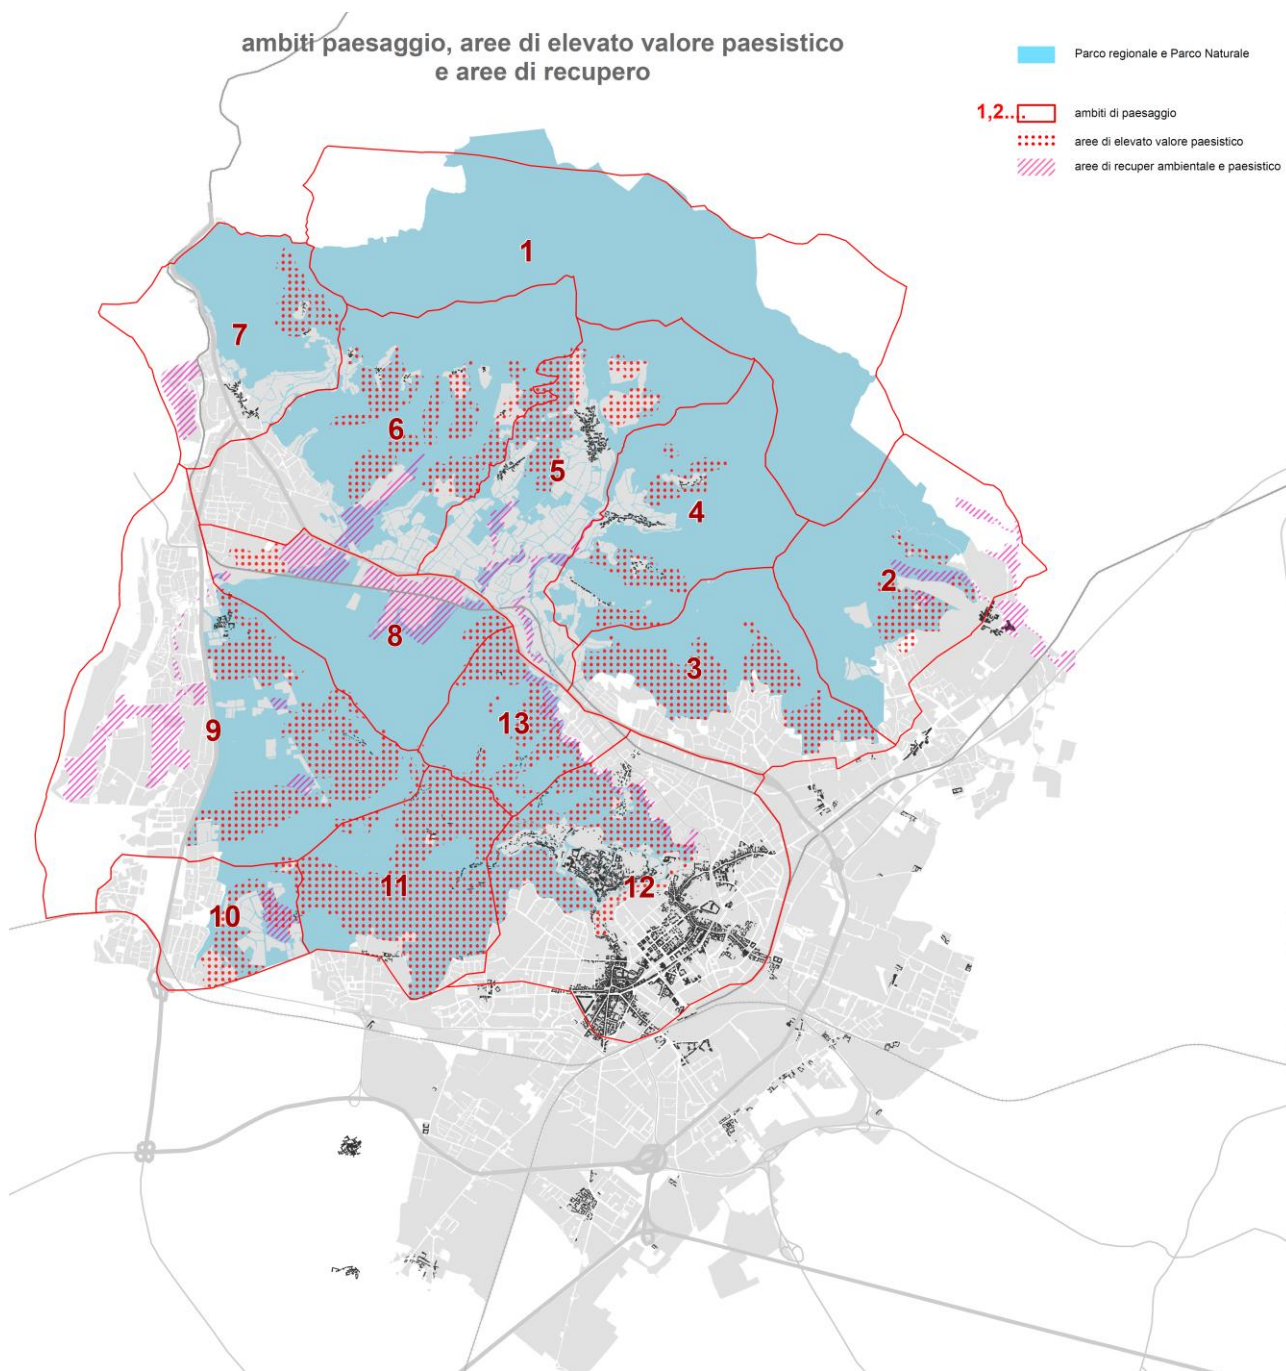 ambiti paesaggio, aree di elevato valore paesistico
e aree di recupero
Parco regionale e Parco Naturale
1,2.... ambiti di paesaggio
aree di elevato valore paesistico
aree di recuper ambientale e paesistico
1
7
6
5
4
2
8
3
9
13
11
12
10